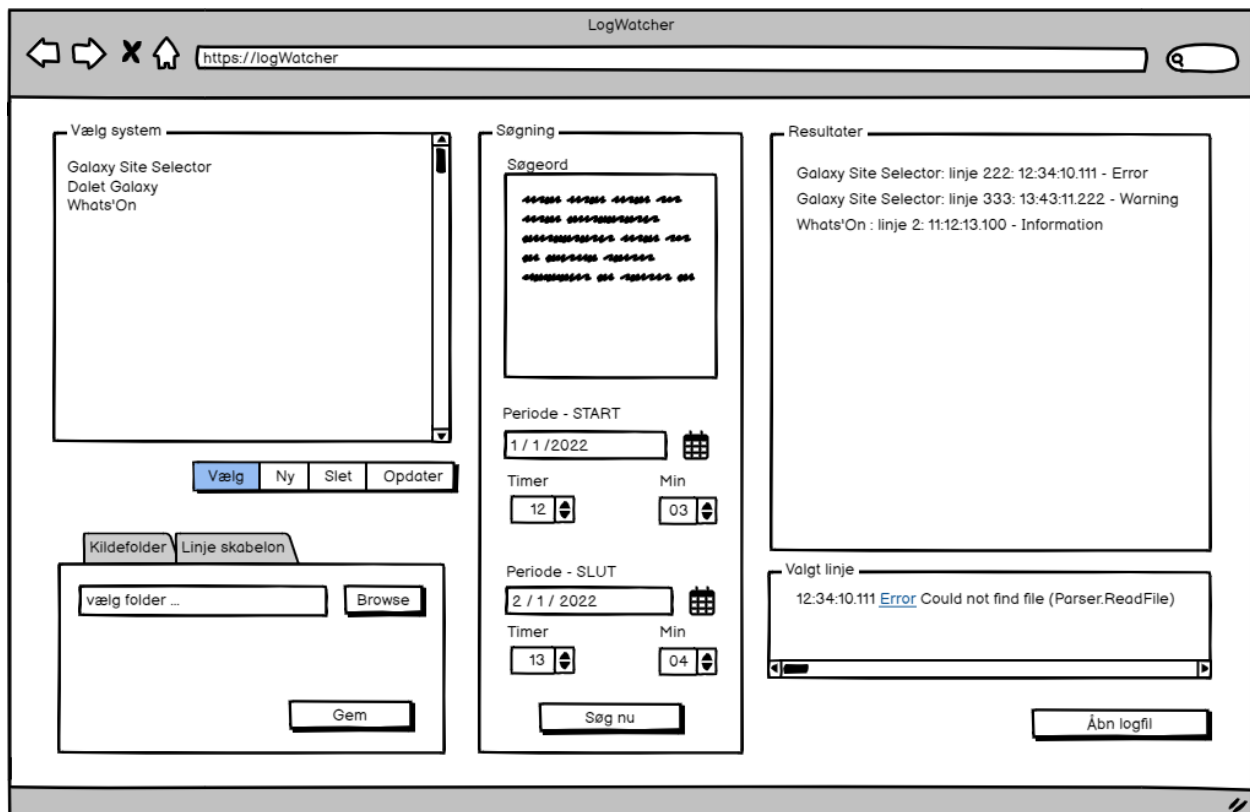 LogWatcher
https://logWatcher
Vælg system
Galaxy Site Selector
Dalet Galaxy
Whats'On
Vælg
Ny
Slet
Opdater
Kildefolder
Linje skabelon
vælg folder ...
Browse
Gem
Søgning
Søgeord
Periode - START
1 / 1 /2022
Timer
Min
12
03
Periode - SLUT
2 / 1 / 2022
Timer
Min
13
04
Søg nu
Resultater
Galaxy Site Selector: linje 222: 12:34:10.111 - Error
Galaxy Site Selector: linje 333: 13:43:11.222 - Warning
Whats'On : linje 2: 11:12:13.100 - Information
Valgt linje
12:34:10.111 Error Could not find file (Parser.ReadFile)
Åbn logfil